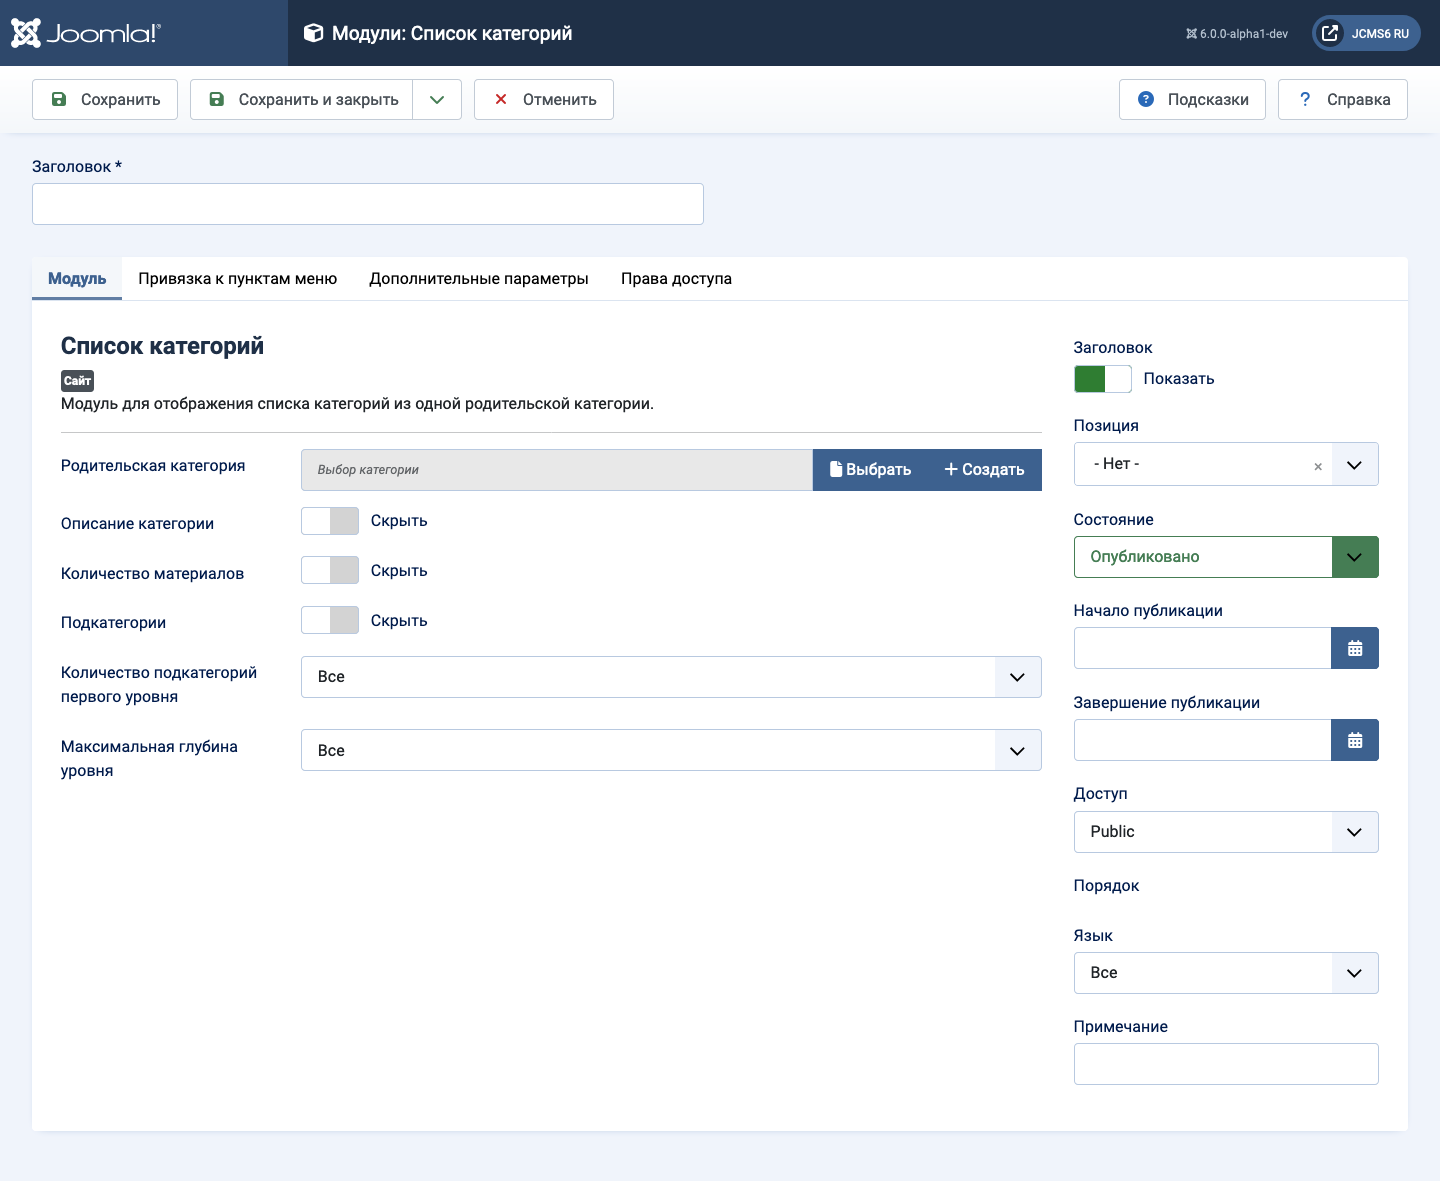 Joomla!®
Модули: Список категорий
6.0.0-alpha1-dev
JCMS6 RU
Сохранить
Сохранить и закрыть
Отменить
Подсказки
Справка
Заголовок *
Модуль
Привязка к пунктам меню
Дополнительные параметры
Права доступа
Список категорий
Сайт
Модуль для отображения списка категорий из одной родительской категории.
Родительская категория
Выбор категории
Выбрать
Создать
Описание категории
Скрыть
Количество материалов
Скрыть
Подкатегории
Скрыть
Количество подкатегорий
первого уровня
Все
Максимальная глубина
уровня
Все
Заголовок
Показать
Позиция
- Нет -
Состояние
Опубликовано
Начало публикации
Завершение публикации
Доступ
Public
Порядок
Язык
Все
Примечание